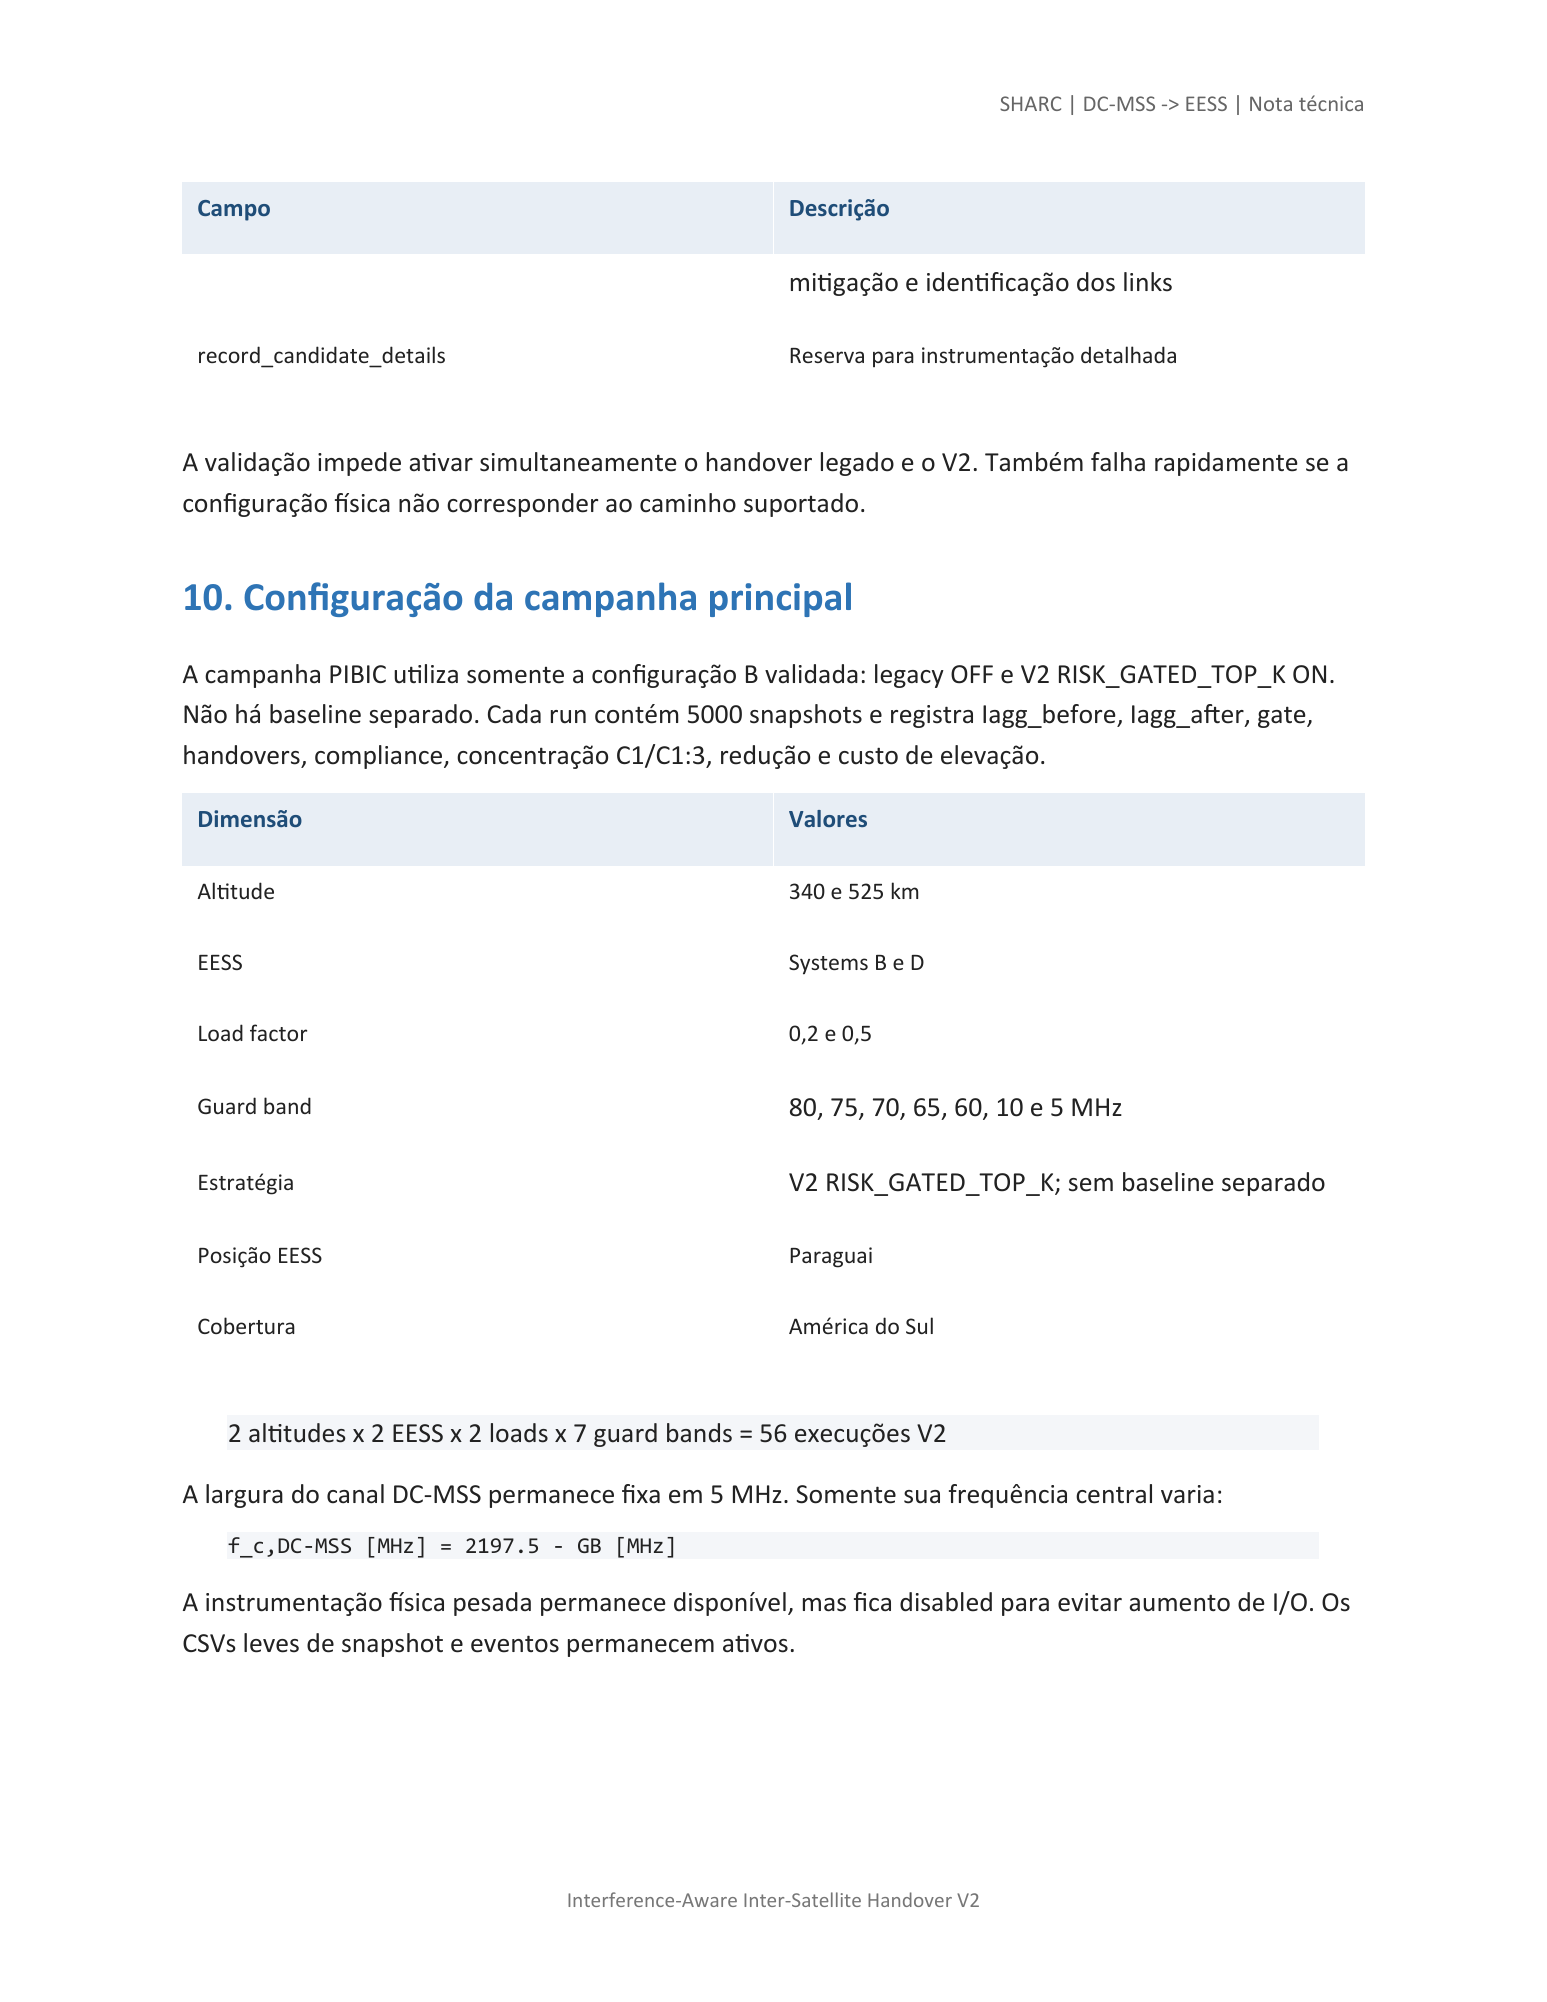 SHARC | DC-MSS -> EESS | Nota técnica
Campo Descrição
mitigação e identificação dos links
record_candidate_details Reserva para instrumentação detalhada
A validação impede ativar simultaneamente o handover legado e o V2. Também falha rapidamente se a
configuração física não corresponder ao caminho suportado.
10. Configuração da campanha principal
A campanha PIBIC utiliza somente a configuração B validada: legacy OFF e V2 RISK_GATED_TOP_K ON.
Não há baseline separado. Cada run contém 5000 snapshots e registra Iagg_before, Iagg_after, gate,
handovers, compliance, concentração C1/C1:3, redução e custo de elevação.
Dimensão Valores
Altitude 340 e 525 km
EESS Systems B e D
Load factor 0,2 e 0,5
Guard band 80, 75, 70, 65, 60, 10 e 5 MHz
Estratégia V2 RISK_GATED_TOP_K; sem baseline separado
Posição EESS Paraguai
Cobertura América do Sul
2 altitudes x 2 EESS x 2 loads x 7 guard bands = 56 execuções V2
A largura do canal DC-MSS permanece fixa em 5 MHz. Somente sua frequência central varia:
f_c,DC-MSS [MHz] = 2197.5 - GB [MHz]
A instrumentação física pesada permanece disponível, mas fica disabled para evitar aumento de I/O. Os
CSVs leves de snapshot e eventos permanecem ativos.
Interference-Aware Inter-Satellite Handover V2